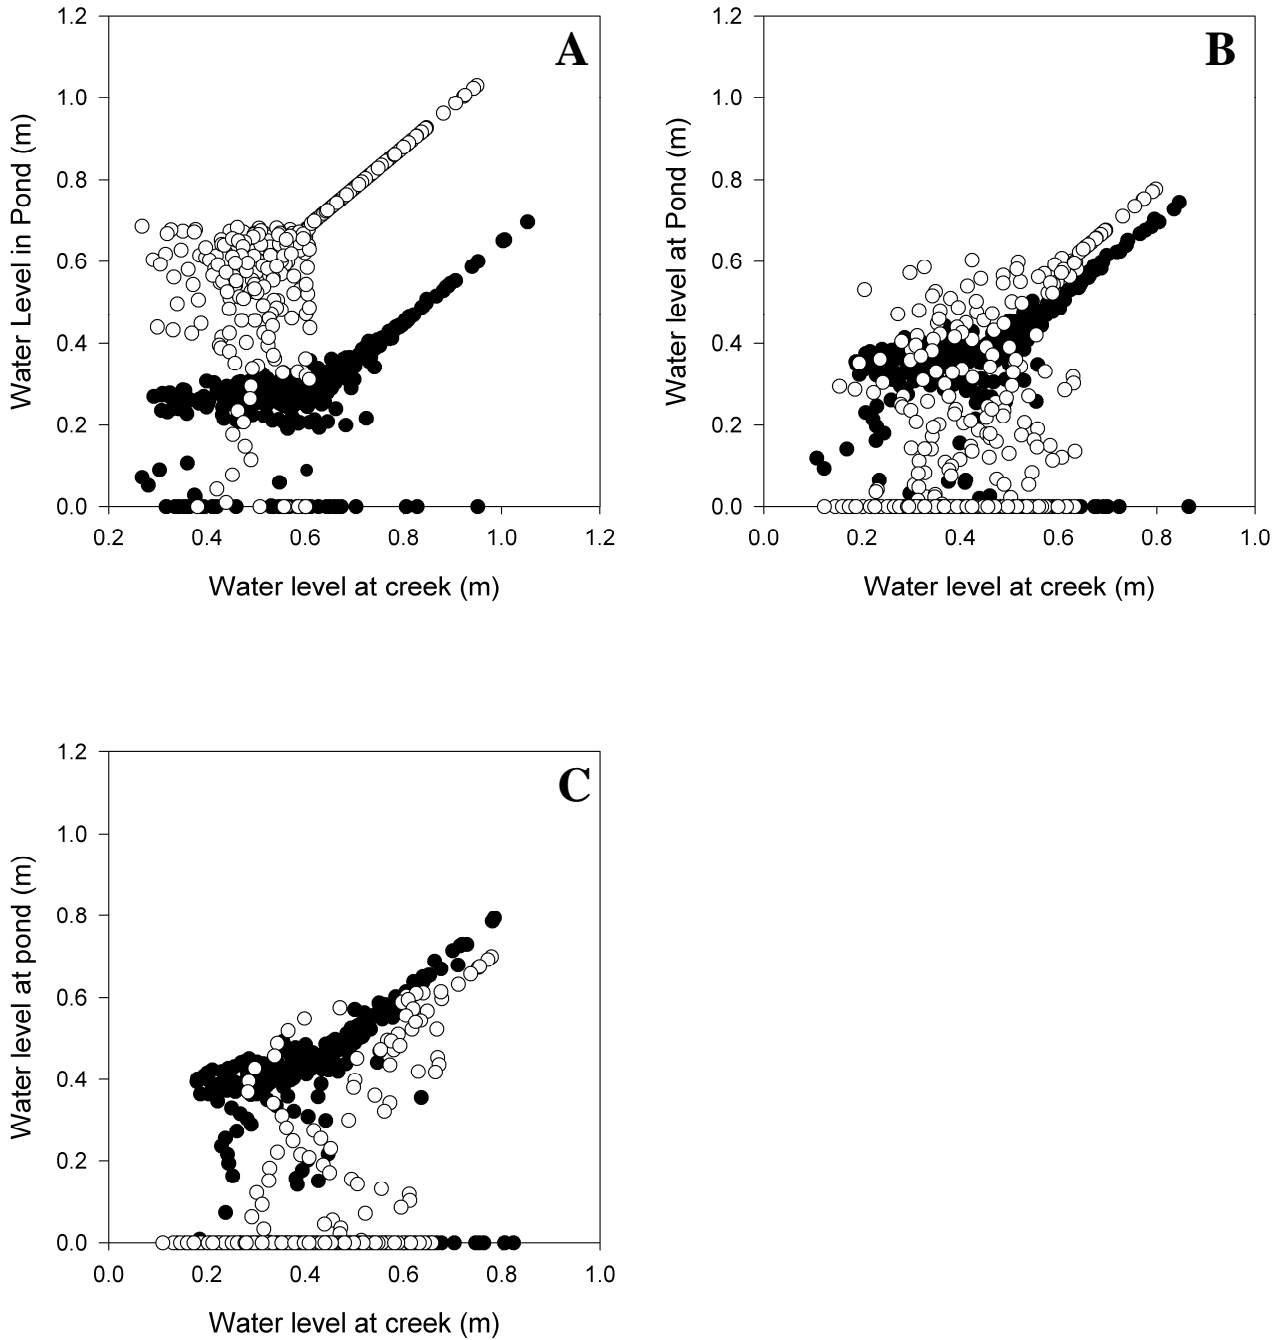 A
Water Level in Pond (m)
1.2
1.0
0.8
0.6
0.4
0.2
0.0
0.2 0.4 0.6 0.8 1.0 1.2
Water level at creek (m)
B
Water level at Pond (m)
1.2
1.0
0.8
0.6
0.4
0.2
0.0
0.0 0.2 0.4 0.6 0.8 1.0
Water level at creek (m)
C
Water level at pond (m)
1.2
1.0
0.8
0.6
0.4
0.2
0.0
0.0 0.2 0.4 0.6 0.8 1.0
Water level at creek (m)